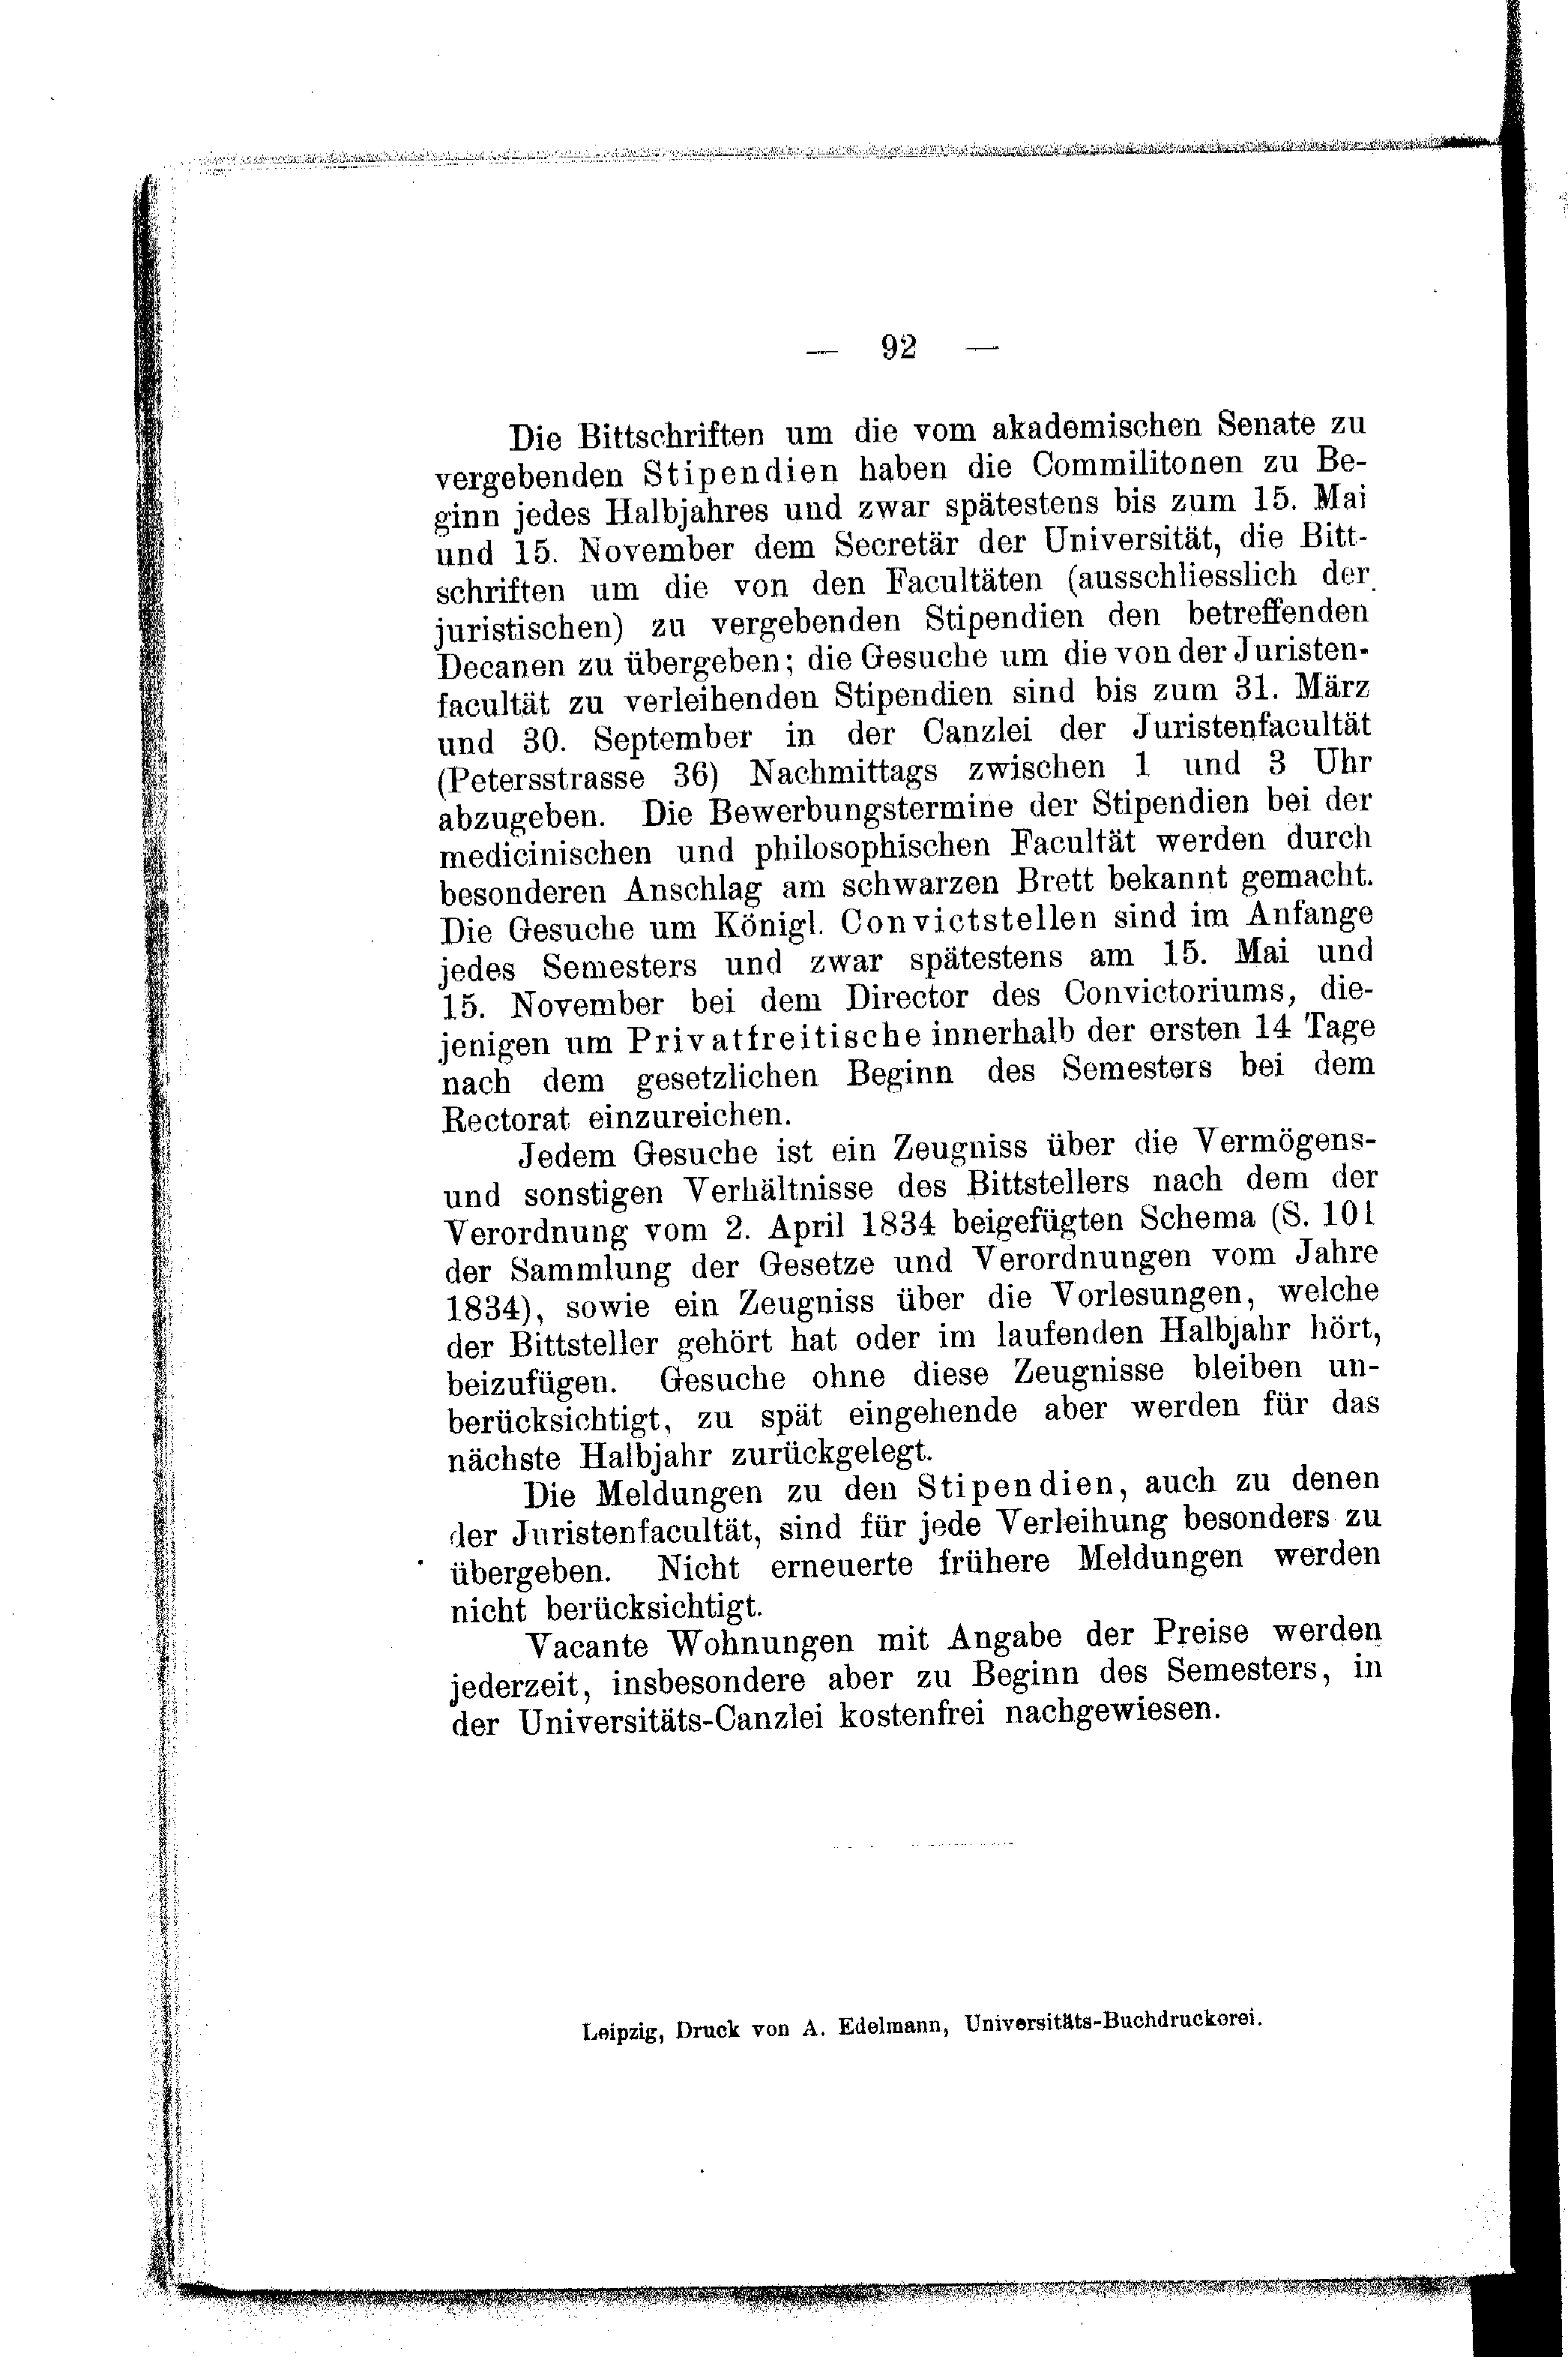 — 92 —
Die Bittschriften um die vom akademischen Senate zu
vergebenden Stipendien haben die Commilitonen zu Be-
ginn jedes Halbjahres und zwar spätestens bis zum 15. Mai
und 15. November dem Secretär der Universität, die Bitt-
schriften um die von den Facultäten (ausschliesslich der
juristischen) zu vergebenden Stipendien den betreffenden
Decanen zu übergeben; die Gesuche um die von der Juristen-
facultät zu verleihenden Stipendien sind bis zum 31. März
und 30. September in der Canzlei der Juristenfacultät
(Petersstrasse 36) Nachmittags zwischen 1 und 3 Uhr
abzugeben. Die Bewerbungstermine der Stipendien bei der
medicinischen und philosophischen Facultät werden durch
besonderen Anschlag am schwarzen Brett bekannt gemacht.
Die Gesuche um Königl. Convictstellen sind im Anfange
jedes Semesters und zwar spätestens am 15. Mai und
15. November bei dem Director des Convictoriums, die-
jenigen um Privatfreitische innerhalb der ersten 14 Tage
nach dem gesetzlichen Beginn des Semesters bei dem
Rectorat einzureichen.
Jedem Gesuche ist ein Zeugniss über die Vermögens-
und sonstigen Verhältnisse des Bittstellers nach dem der
Verordnung vom 2. April 1834 beigefügten Schema (S. 101
der Sammlung der Gesetze und Verordnungen vom Jahre
1834), sowie ein Zeugniss über die Vorlesungen, welche
der Bittsteller gehört hat oder im laufenden Halbjahr hört,
beizufügen. Gesuche ohne diese Zeugnisse bleiben un-
berücksichtigt, zu spät eingehende aber werden für das
nächste Halbjahr zurückgelegt.
Die Meldungen zu den Stipendien, auch zu denen
der Juristenfacultät, sind für jede Verleihung besonders zu
übergeben. Nicht erneuerte frühere Meldungen werden
nicht berücksichtigt.
Vacante Wohnungen mit Angabe der Preise werden
jederzeit, insbesondere aber zu Beginn des Semesters, in
der Universitäts-Canzlei kostenfrei nachgewiesen.
Leipzig, Druck von A. Edelmann, Universitäts-Buchdruckerei.